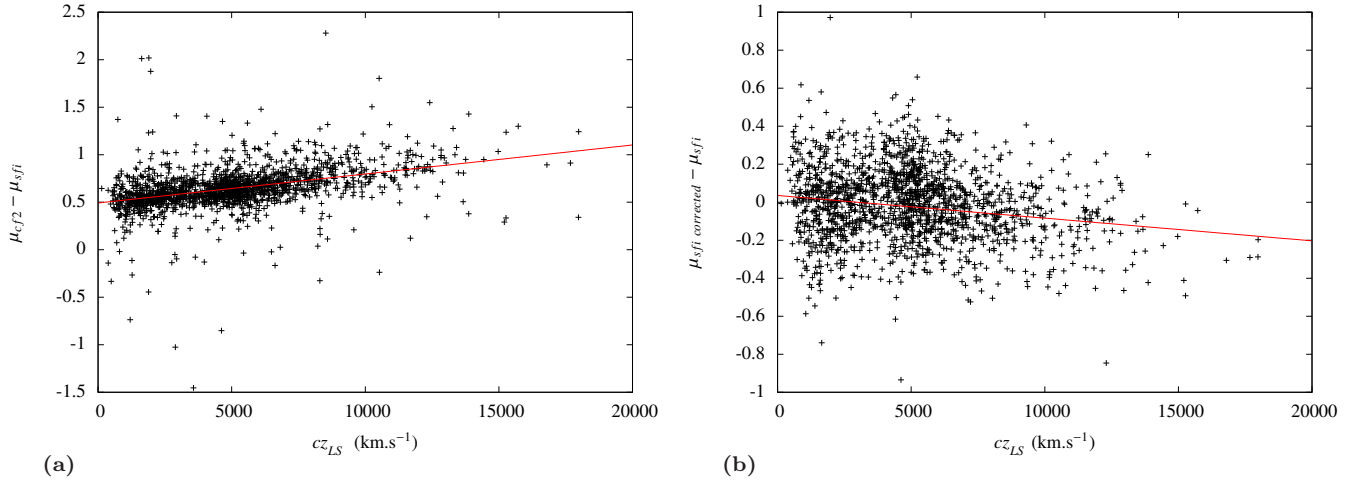 2.5
2
1.5
1
0.5
0
-0.5
-1
-1.5
μcf2 − μsfi
0 5000 10000 15000 20000
czLS (km.s−1)
(a)
1
0.8
0.6
0.4
0.2
0
-0.2
-0.4
-0.6
-0.8
-1
μsfi corrected − μsfi
0 5000 10000 15000 20000
czLS (km.s−1)
(b)